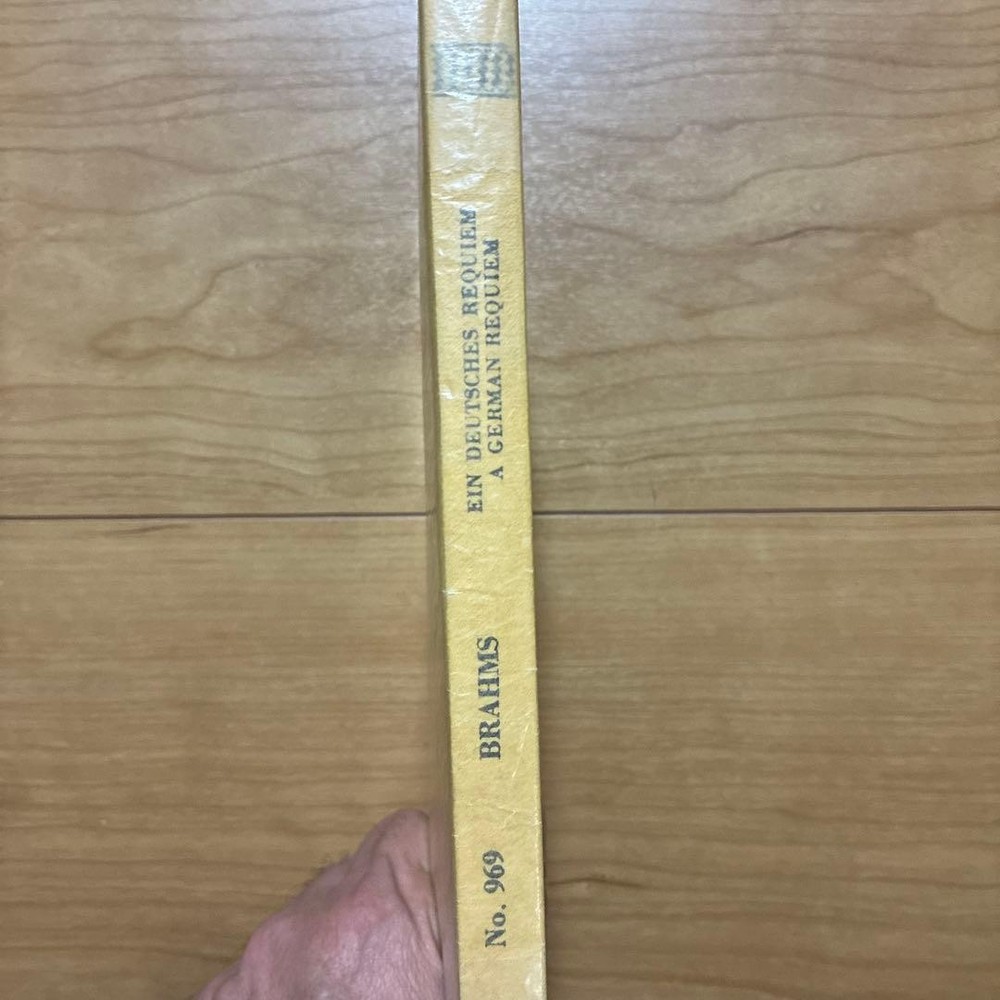 No. 969
BRAHMS
EIN DEUTSCHES REQUIEM
A GERMAN REQUIEM